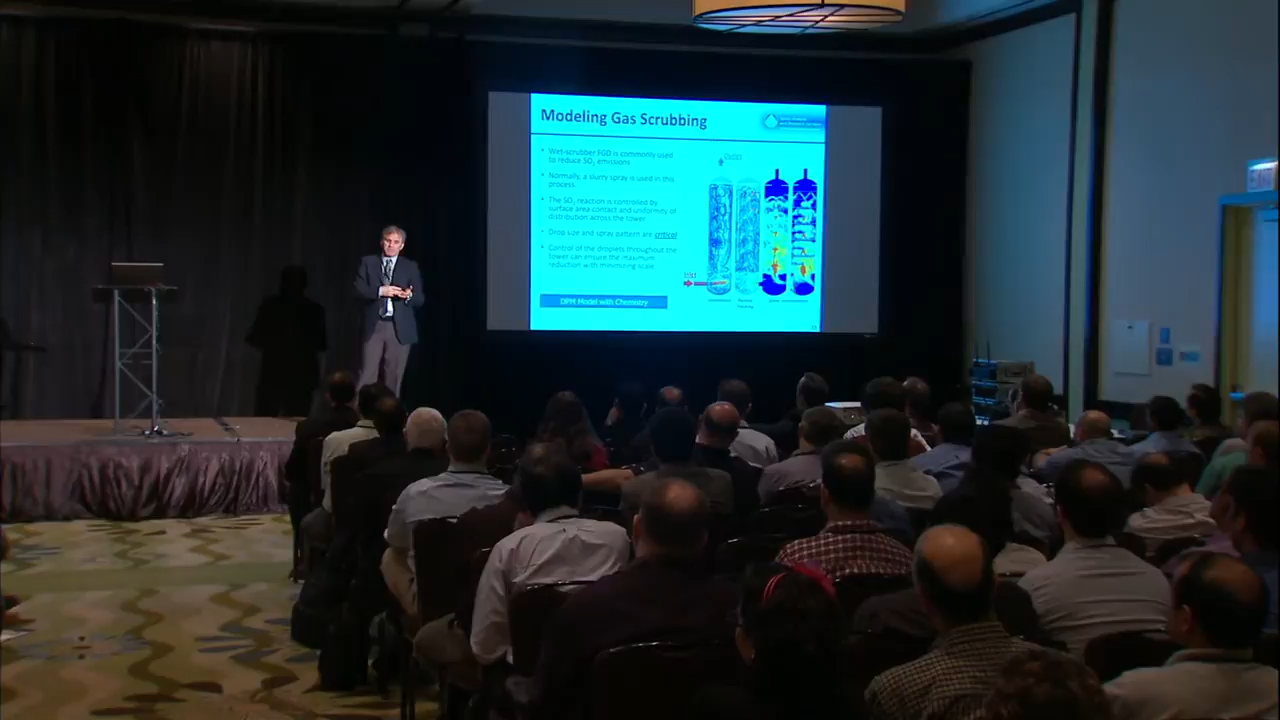 Modeling Gas Scrubbing
• Wet-scrubber FGD is commonly used
to reduce SO₂ emissions
• Normally, a slurry spray is used in this
process.
• The SO₂ reaction is controlled by
surface area contact and uniformity of
distribution across the tower
• Drop size and spray pattern are critical
• Control of the droplets throughout the
tower can ensure the maximum
reduction with minimizing scale
DPM Model with Chemistry
Outlet
Inlet
EXIT